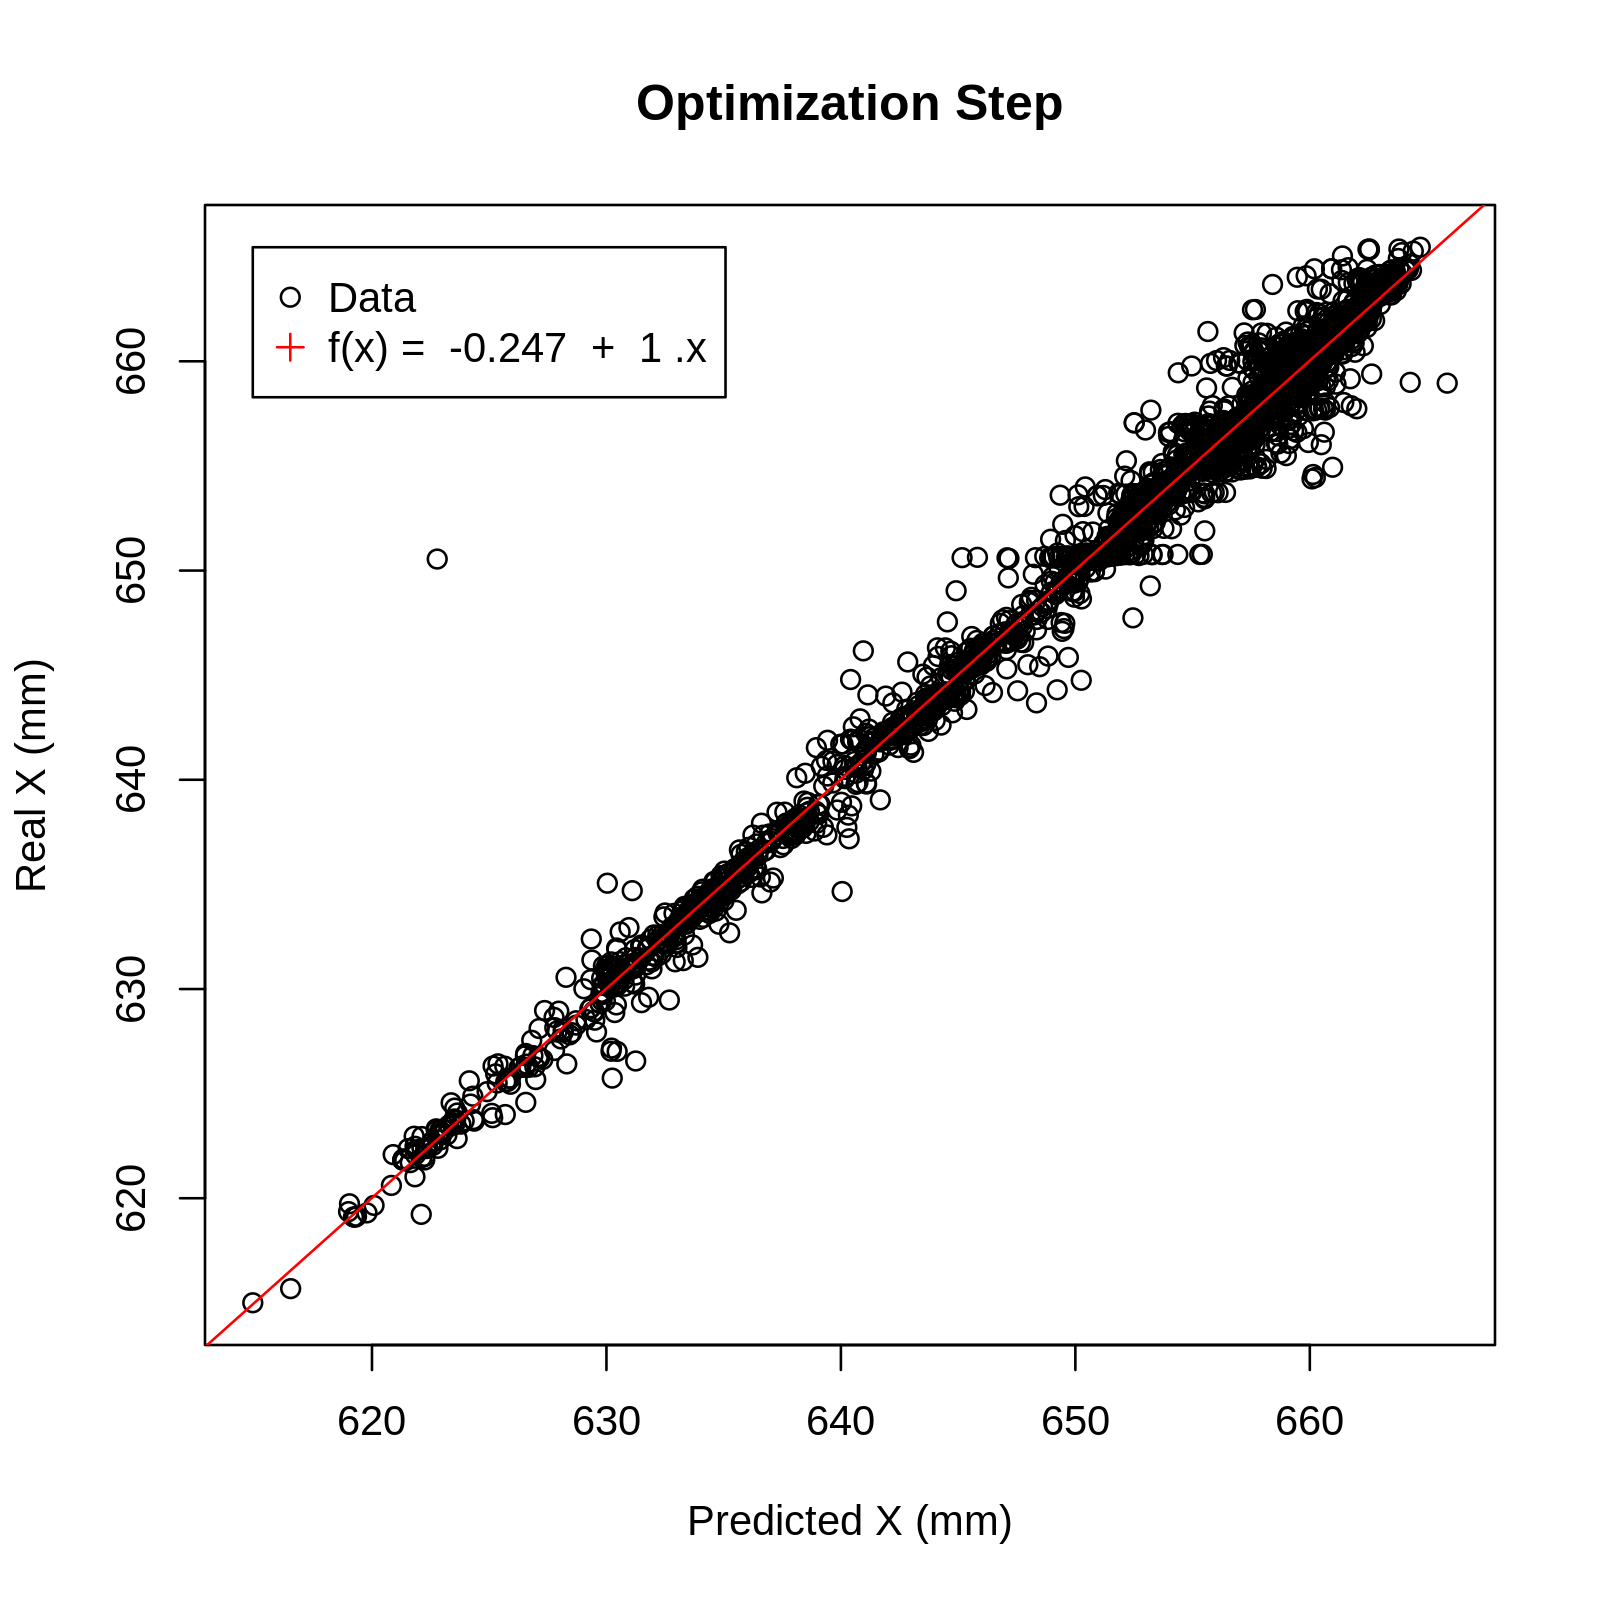 Optimization Step
Data
f(x) = -0.247 + 1 .x
660
650
640
630
620
Real X (mm)
620 630 640 650 660
Predicted X (mm)